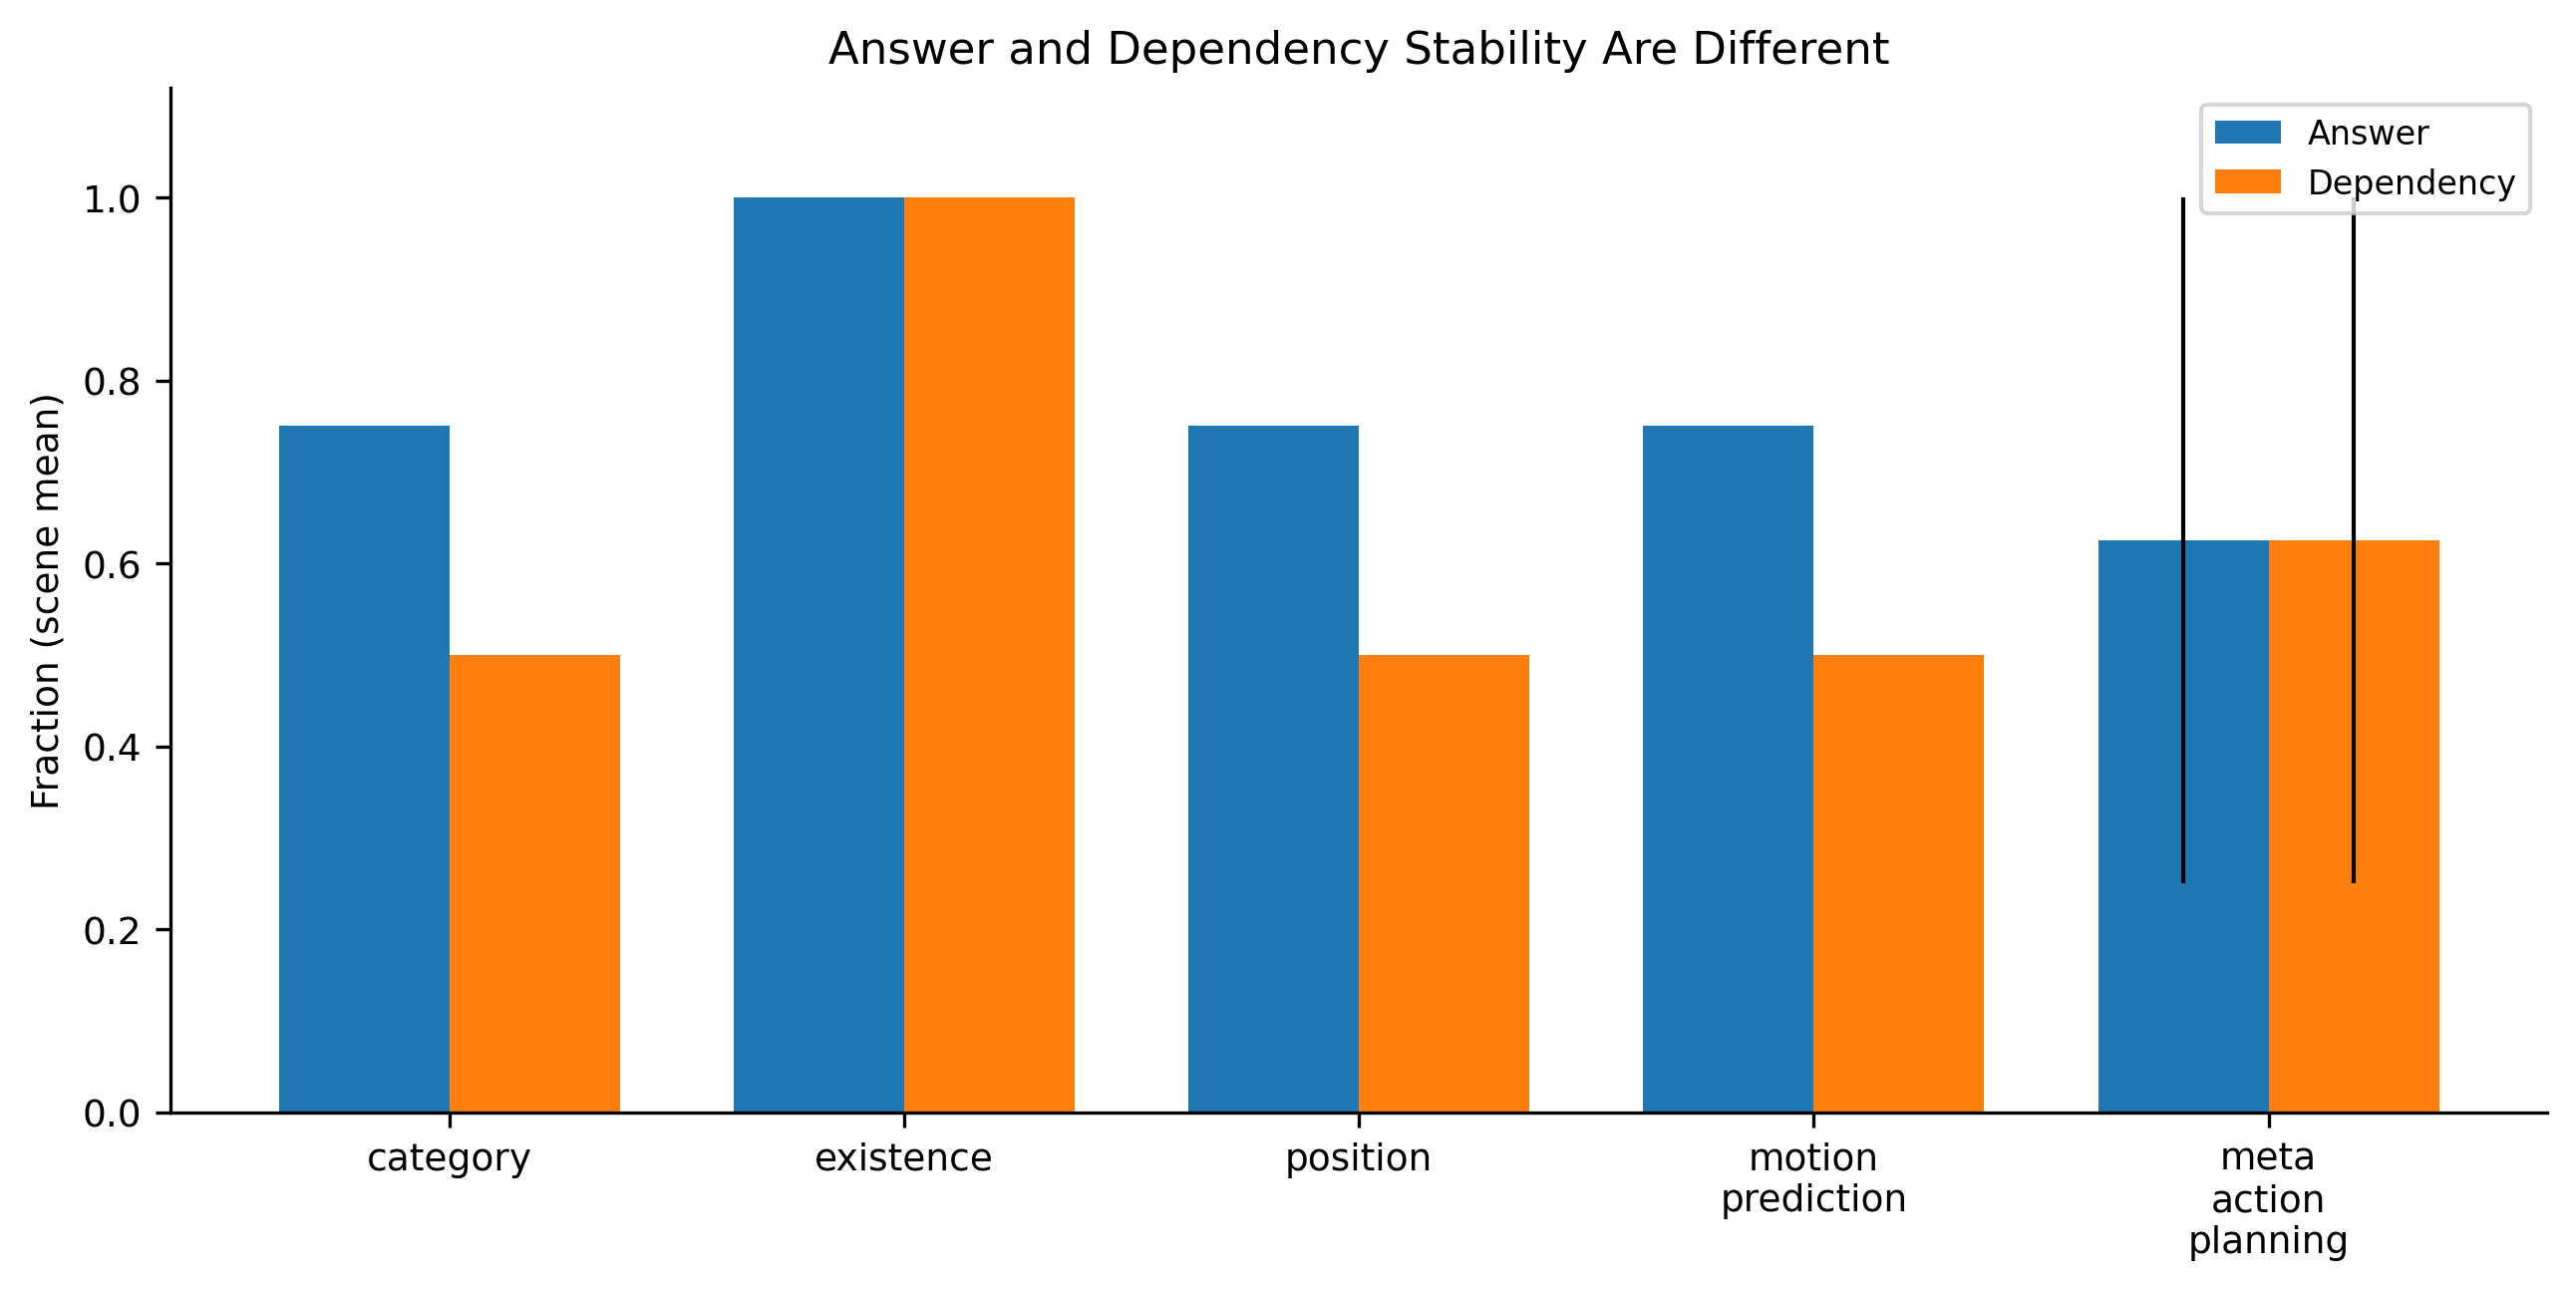 Answer and Dependency Stability Are Different
Answer
Dependency
Fraction (scene mean)
1.0
0.8
0.6
0.4
0.2
0.0
category
existence
position
motion
prediction
meta
action
planning